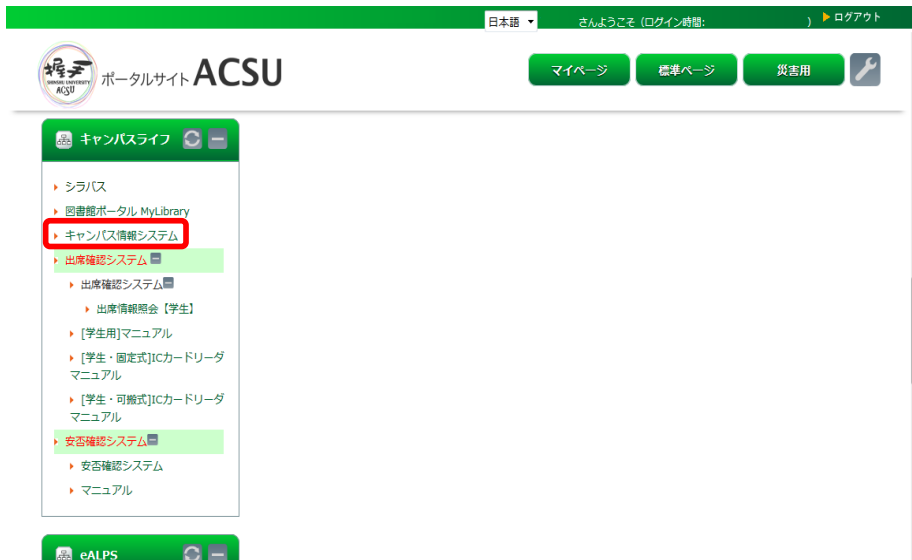 日本語
さんようこそ（ログイン時間: ） ログアウト
SHINSHU UNIVERSITY
ACSU
ポータルサイト ACSU
マイページ
標準ページ
災害用
キャンパスライフ
シラバス
図書館ポータル MyLibrary
キャンパス情報システム
出席確認システム
出席確認システム
出席情報照会【学生】
[学生用]マニュアル
[学生・固定式]ICカードリーダ
マニュアル
[学生・可搬式]ICカードリーダ
マニュアル
安否確認システム
安否確認システム
マニュアル
eALPS